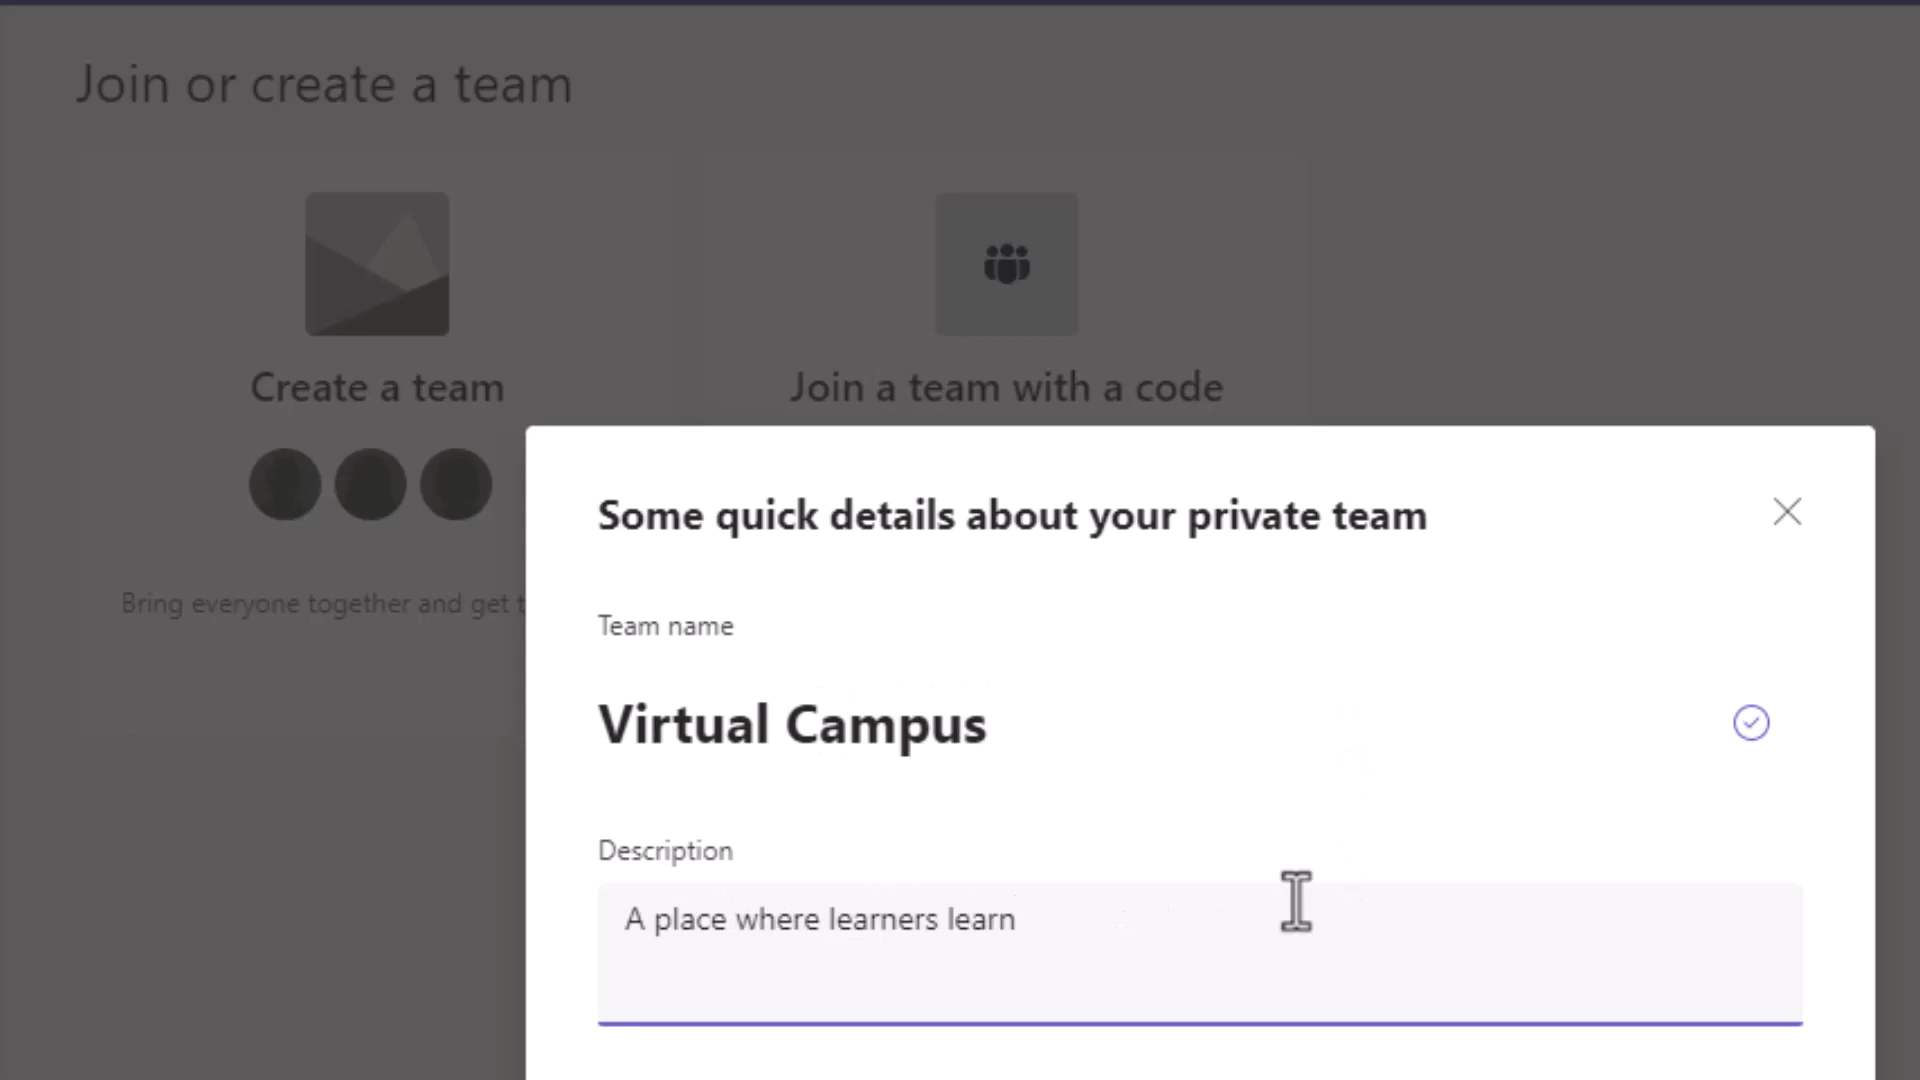 Join or create a team
Create a team
Join a team with a code
Bring everyone together and get
Some quick details about your private team
Team name
Virtual Campus
Description
A place where learners learn